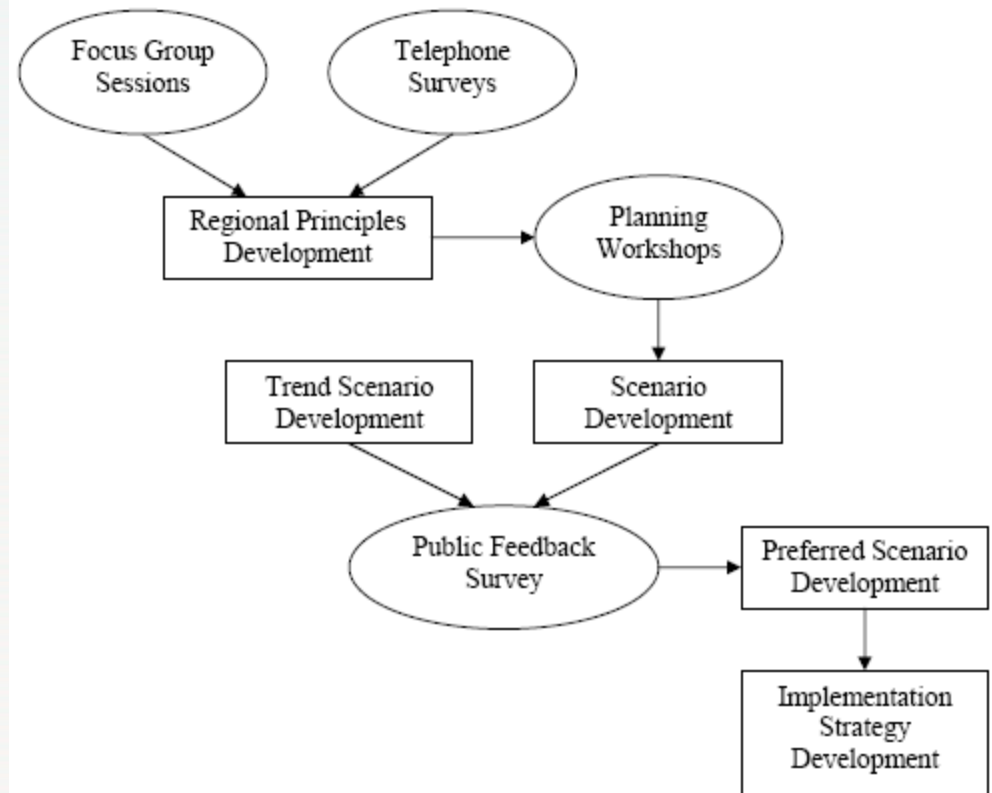 Focus Group
Sessions
Telephone
Surveys
Regional Principles
Development
Planning
Workshops
Trend Scenario
Development
Scenario
Development
Public Feedback
Survey
Preferred Scenario
Development
Implementation
Strategy
Development